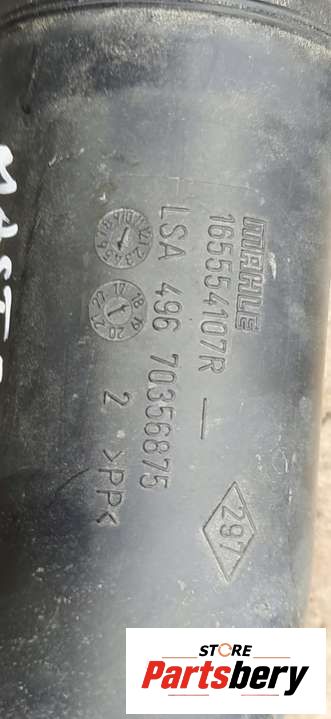 MAHLE
165554107R —
LSA 496 70356875
2 >PP<
297
STORE
Partsbery